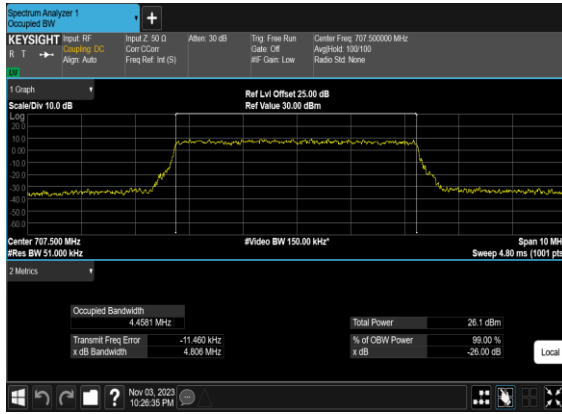 Spectrum Analyzer 1
Occupied BW
+
KEYSIGHT Input: RF Input Z: 50 Ω Atten: 30 dB Trig: Free Run Center Freq: 707.500000 MHz
R T Coupling: DC Corr CCorr Gate: Off Avg|Hold: 100/100
Align: Auto Freq Ref: Int (S) #IF Gain: Low Radio Std: None
1 Graph
Ref Lvl Offset 25.00 dB
Scale/Div 10.0 dB Ref Value 30.00 dBm
Log
20.0
10.0
0.00
-10.0
-20.0
-30.0
-40.0
-50.0
-60.0
Center 707.500 MHz #Video BW 150.00 kHz* Span 10 MH
#Res BW 51.000 kHz Sweep 4.80 ms (1001 pts
2 Metrics
Occupied Bandwidth
4.4581 MHz Total Power 26.1 dBm
Transmit Freq Error -11.460 kHz % of OBW Power 99.00 %
x dB Bandwidth 4.806 MHz x dB -26.00 dB
Local
? Nov 03, 2023
10:26:35 PM